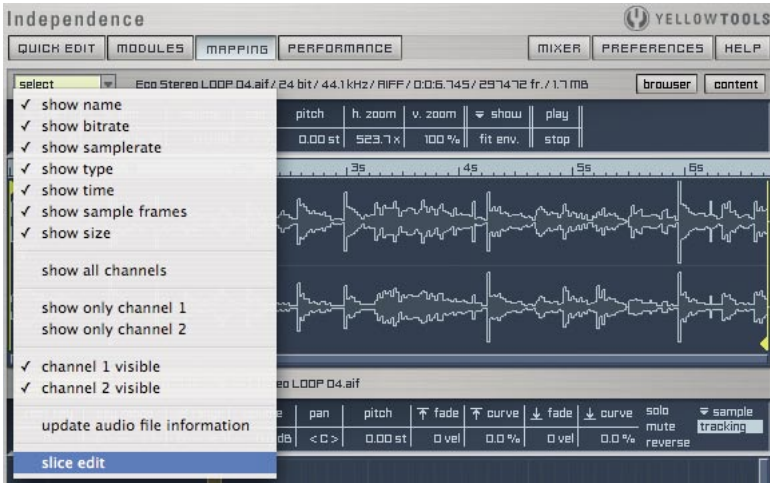 Independence
YELLOWTOOLS
QUICK EDIT MODULES MAPPING PERFORMANCE MIXER PREFERENCES HELP
select Eco Stereo LOOP 04.aif / 24 bit / 44.1 kHz / AIFF / 0:0:6.745 / 297472 fr. / 1.7 MB browser content
✓ show name
✓ show bitrate
✓ show samplerate
✓ show type
✓ show time
✓ show sample frames
✓ show size
show all channels
show only channel 1
show only channel 2
✓ channel 1 visible
✓ channel 2 visible
update audio file information
slice edit
pitch h. zoom v. zoom show play
0.00 st 523.7 x 100 % fit env. stop
3s 4s 5s 6s
eo LOOP 04.aif
pan pitch fade curve fade curve solo sample
mute tracking
dB < C > 0.00 st 0 vel 0.0 % 0 vel 0.0 % reverse